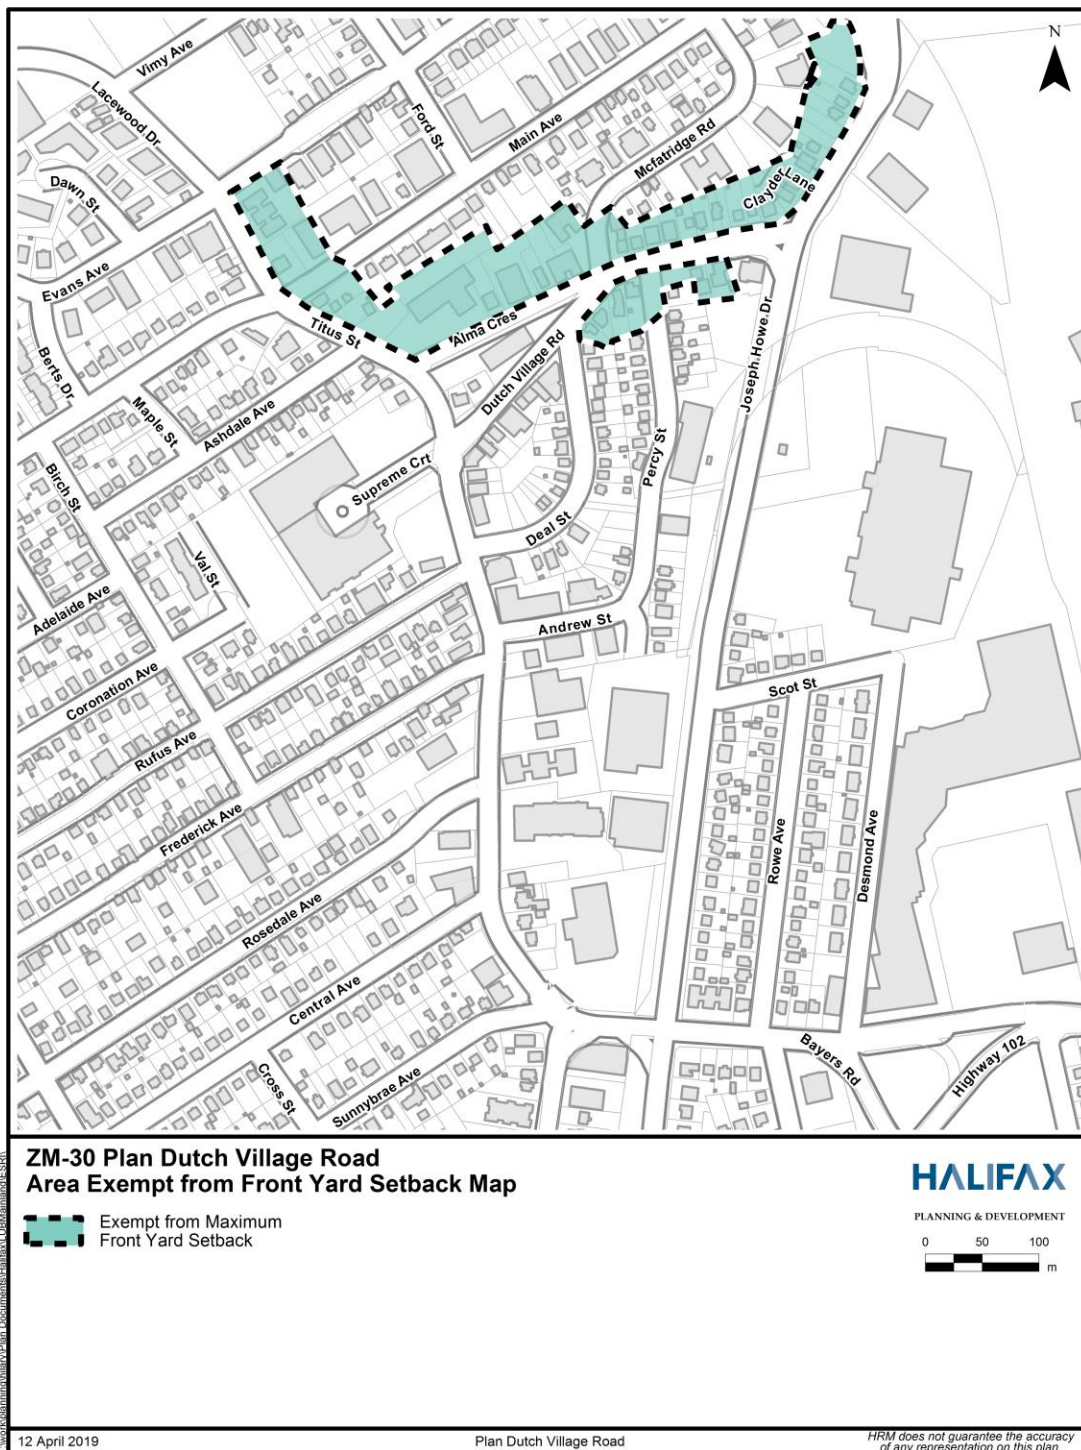 N
Vimy Ave
Lacewood Dr
Ford St
Main Ave
Mcfatridge Rd
Clayder Lane
Dawn St
Evans Ave
Titus St
Alma Cres
Dutch Village Rd
Joseph Howe Dr
Berts Dr
Maple St
Ashdale Ave
Percy St
Birch St
Supreme Crt
Deal St
Val St
Adelaide Ave
Andrew St
Coronation Ave
Scot St
Rufus Ave
Frederick Ave
Rowe Ave
Desmond Ave
Rosedale Ave
Central Ave
Cross St
Sunnybrae Ave
Bayers Rd
Highway 102
ZM-30 Plan Dutch Village Road
Area Exempt from Front Yard Setback Map
Exempt from Maximum
Front Yard Setback
HALIFAX
PLANNING & DEVELOPMENT
0 50 100
m
12 April 2019
Plan Dutch Village Road
HRM does not guarantee the accuracy
of any representation on this plan